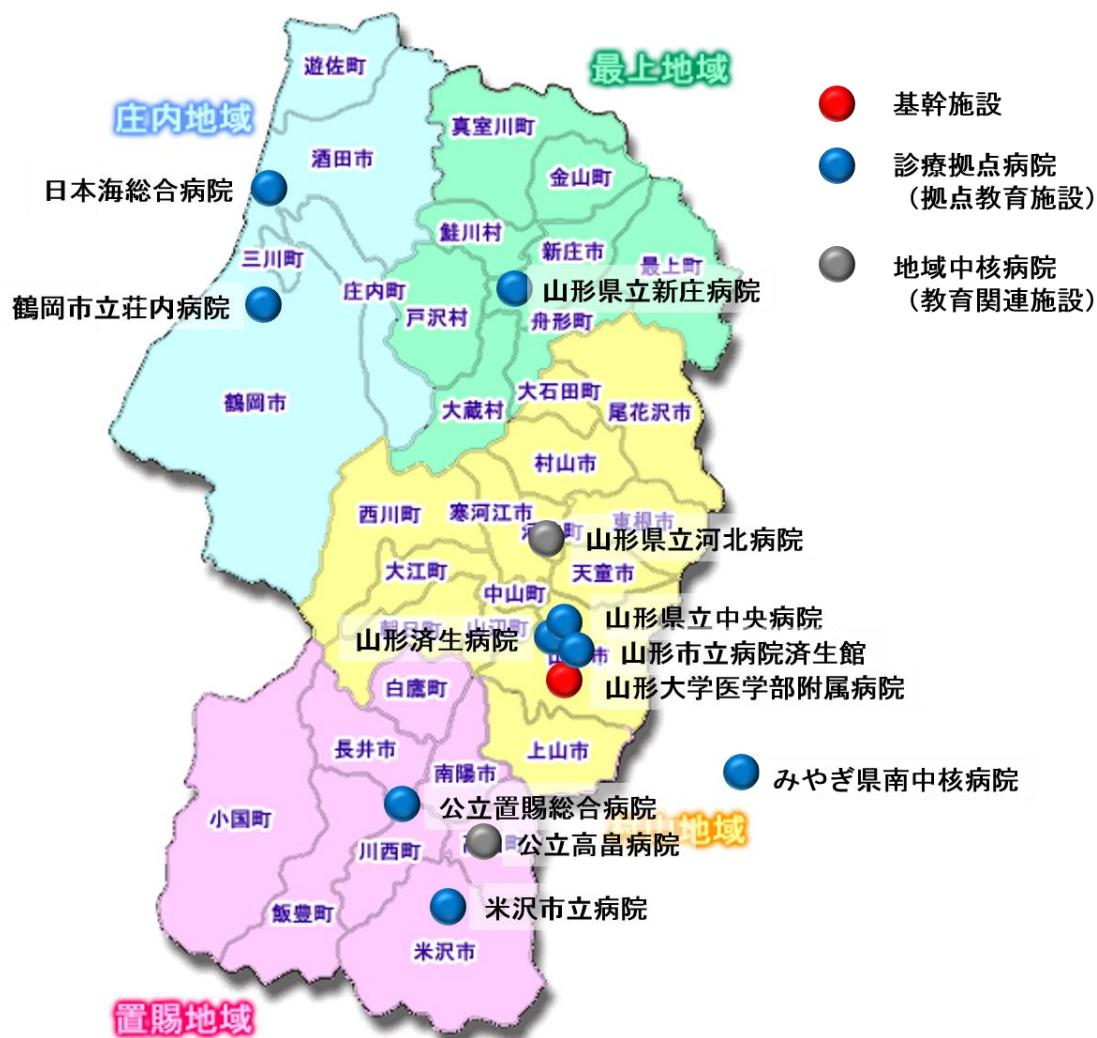 遊佐町
最上地域
庄内地域
真室川町
基幹施設
酒田市
診療拠点病院
（拠点教育施設）
日本海総合病院
金山町
鮭川村
新庄市
三川町
最上町
地域中核病院
（教育関連施設）
庄内町
山形県立新庄病院
鶴岡市立荘内病院
戸沢村
舟形町
鶴岡市
大蔵村
大石田町
尾花沢市
村山市
西川町
寒河江市
東根市
山形県立河北病院
大江町
天童市
中山町
山形県立中央病院
朝日町
山辺町
山形済生病院
山形市立病院済生館
山形大学医学部附属病院
白鷹町
長井市
上山市
南陽市
みやぎ県南中核病院
小国町
公立置賜総合病院
地域
川西町
公立高畠病院
飯豊町
米沢市立病院
米沢市
置賜地域